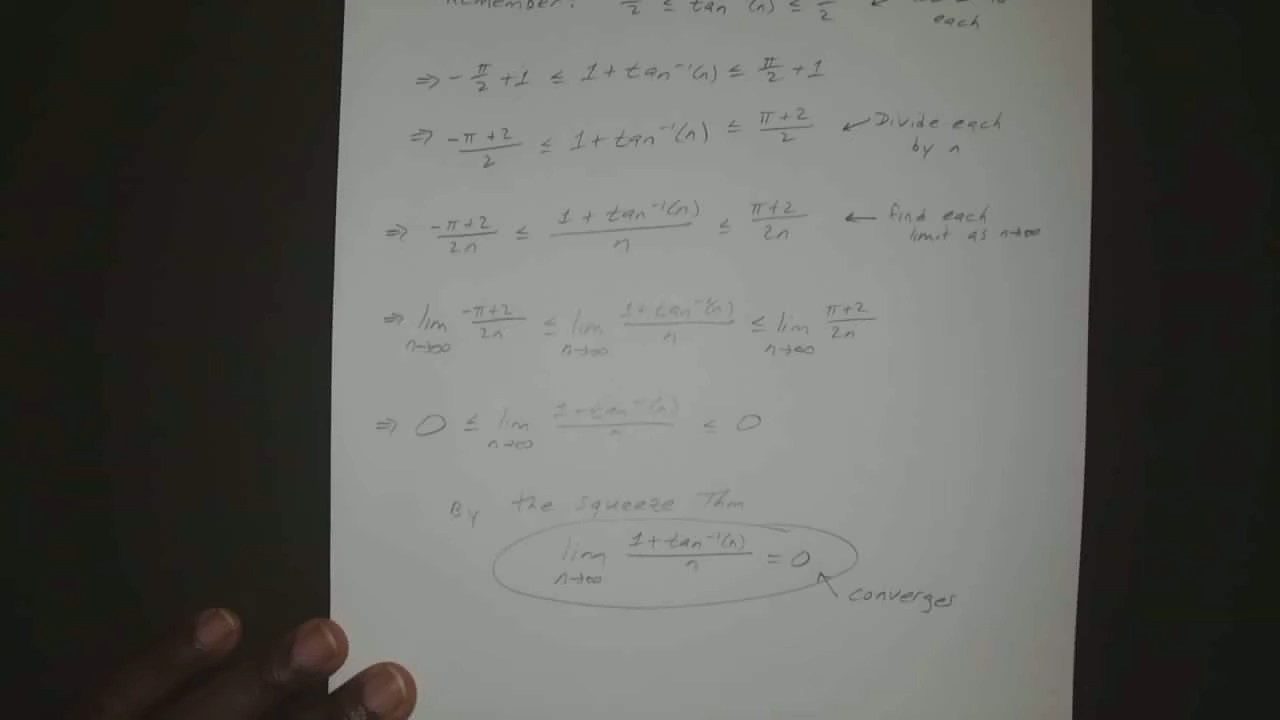 Remember: π/2 ≤ tan (n) ≤ π/2 ↙
each
⇒ -π/2 + 1 ≤ 1 + tan⁻¹(n) ≤ π/2 + 1
⇒ (-π+2)/2 ≤ 1 + tan⁻¹(n) ≤ (π+2)/2 ↙ Divide each
by n
⇒ (-π+2)/2n ≤ (1 + tan⁻¹(n))/n ≤ (π+2)/2n ← find each
limit as n→∞
⇒ lim n→∞ (-π+2)/2n ≤ lim n→∞ (1 + tan⁻¹(n))/n ≤ lim n→∞ (π+2)/2n
⇒ 0 ≤ lim n→∞ (1 + tan⁻¹(n))/n ≤ 0
By the squeeze Thm
lim n→∞ (1 + tan⁻¹(n))/n = 0
converges